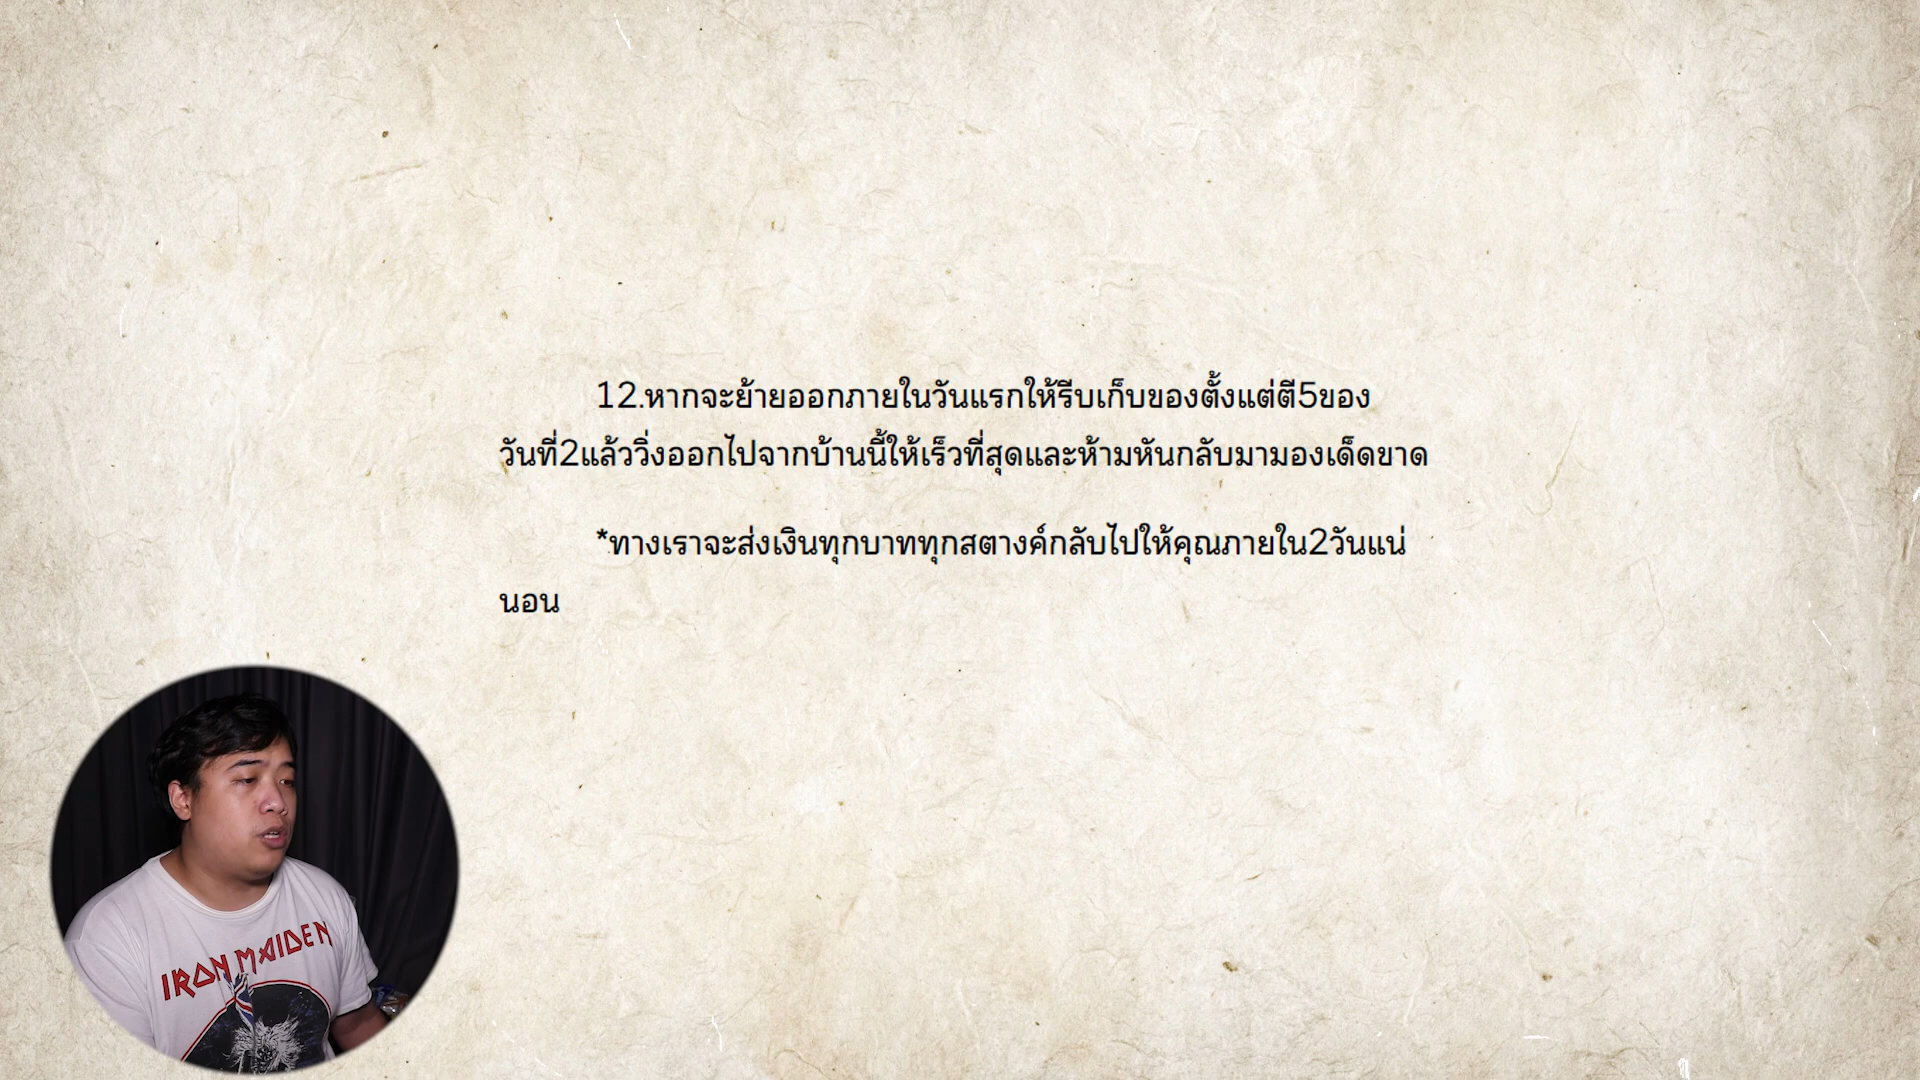 12.หากจะย้ายออกภายในวันแรกให้รีบเก็บของตั้งแต่ตี5ของ
วันที่2แล้ววิ่งออกไปจากบ้านนี้ให้เร็วที่สุดและห้ามหันกลับมามองเด็ดขาด
*ทางเราจะส่งเงินทุกบาททุกสตางค์กลับไปให้คุณภายใน2วันแน่
นอน
IRON MAIDEN